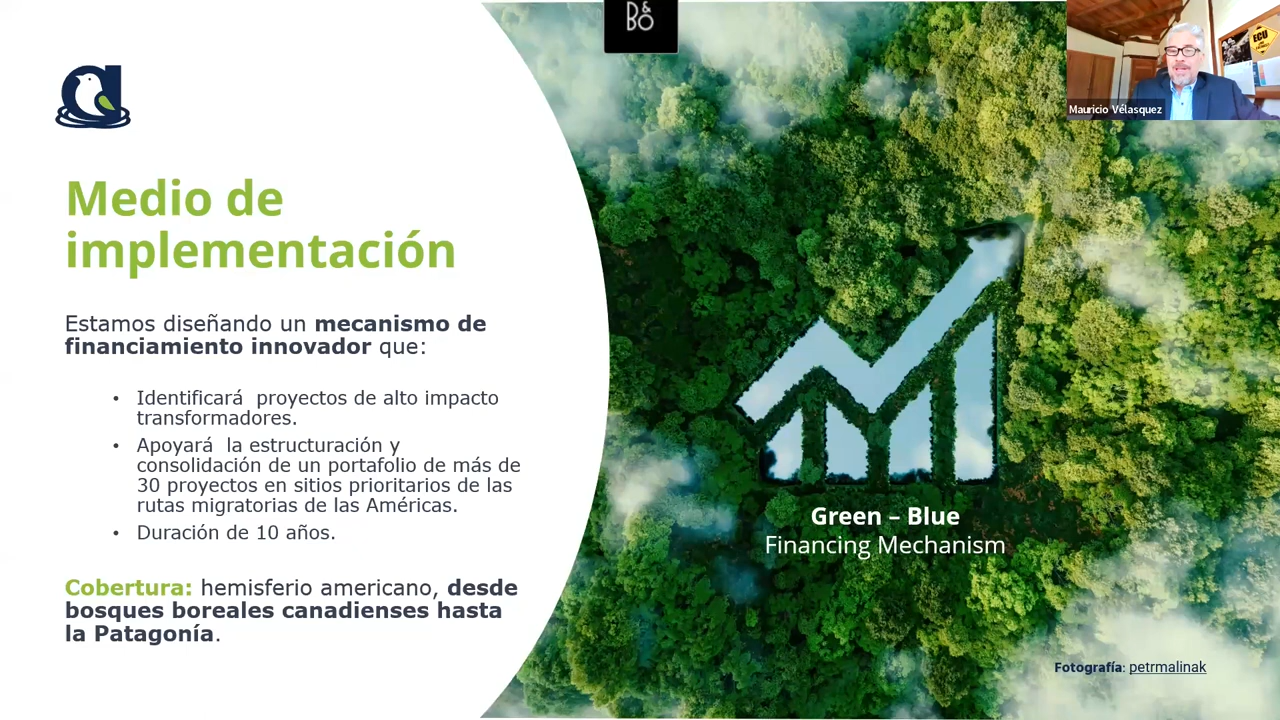 D&
BO
ECU
Mauricio Vélasquez
Medio de
implementación
Estamos diseñando un mecanismo de
financiamiento innovador que:
• Identificará  proyectos de alto impacto
transformadores.
• Apoyará  la estructuración y
consolidación de un portafolio de más de
30 proyectos en sitios prioritarios de las
rutas migratorias de las Américas.
• Duración de 10 años.
Cobertura: hemisferio americano, desde
bosques boreales canadienses hasta
la Patagonía.
Green – Blue
Financing Mechanism
Fotografía: petrmalinak